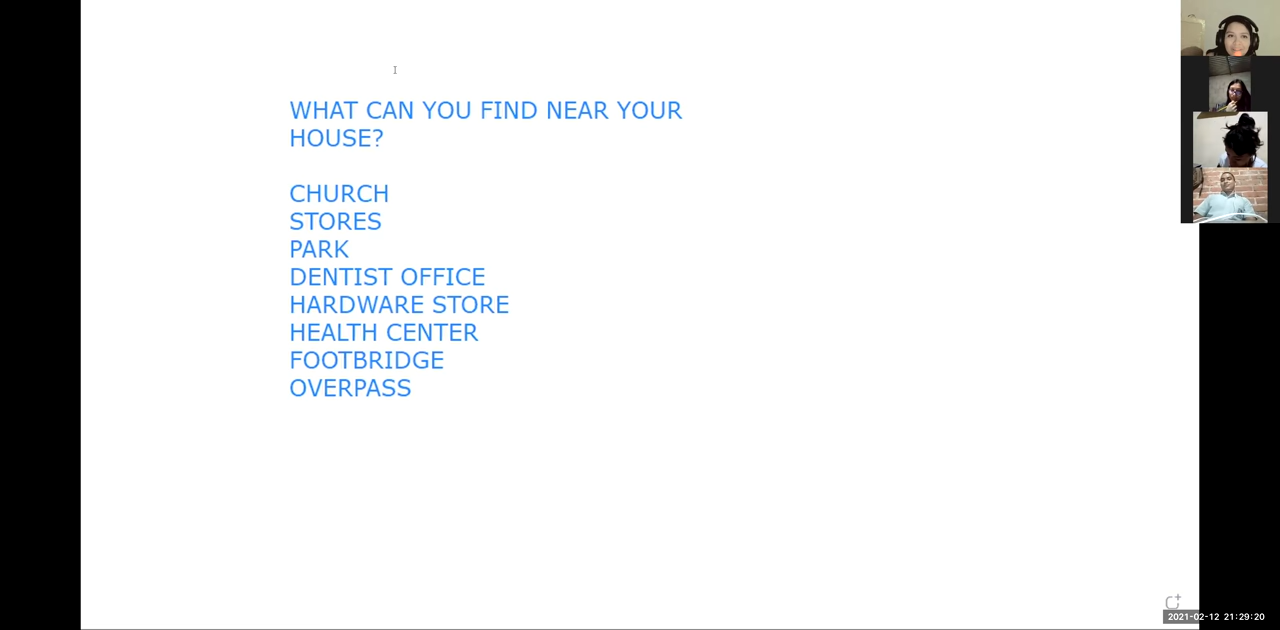 WHAT CAN YOU FIND NEAR YOUR
HOUSE?
CHURCH
STORES
PARK
DENTIST OFFICE
HARDWARE STORE
HEALTH CENTER
FOOTBRIDGE
OVERPASS
2021-02-12 21:29:20